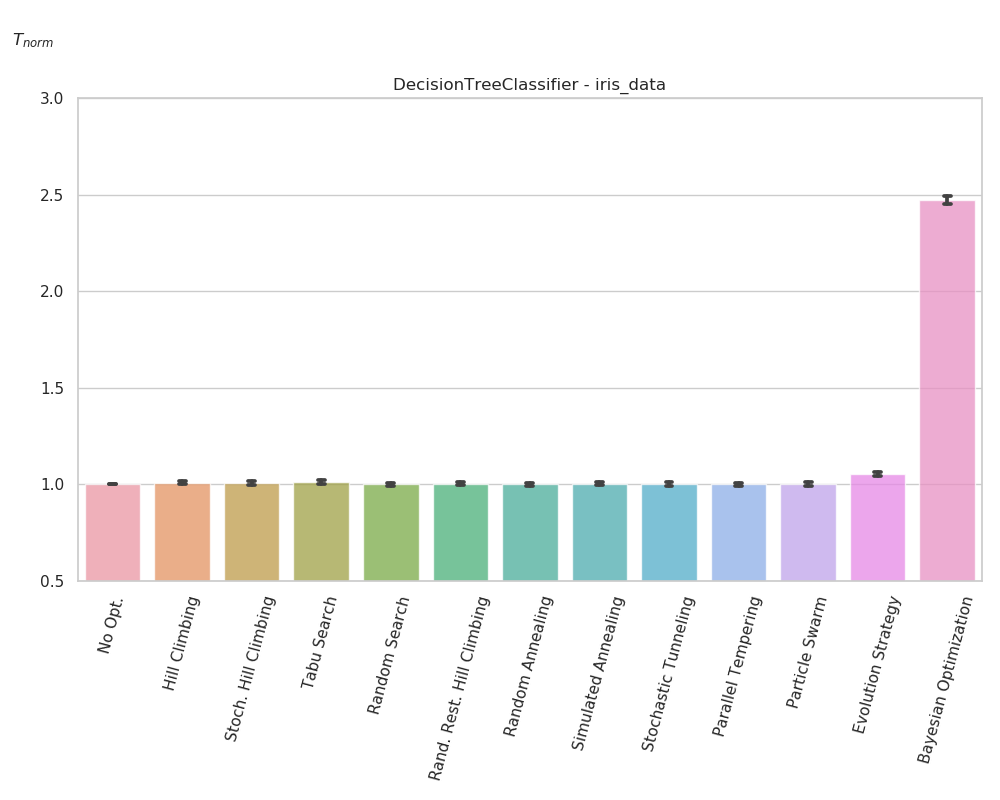 T_norm
DecisionTreeClassifier - iris_data
3.0
2.5
2.0
1.5
1.0
0.5
No Opt.
Hill Climbing
Stoch. Hill Climbing
Tabu Search
Random Search
Rand. Rest. Hill Climbing
Random Annealing
Simulated Annealing
Stochastic Tunneling
Parallel Tempering
Particle Swarm
Evolution Strategy
Bayesian Optimization